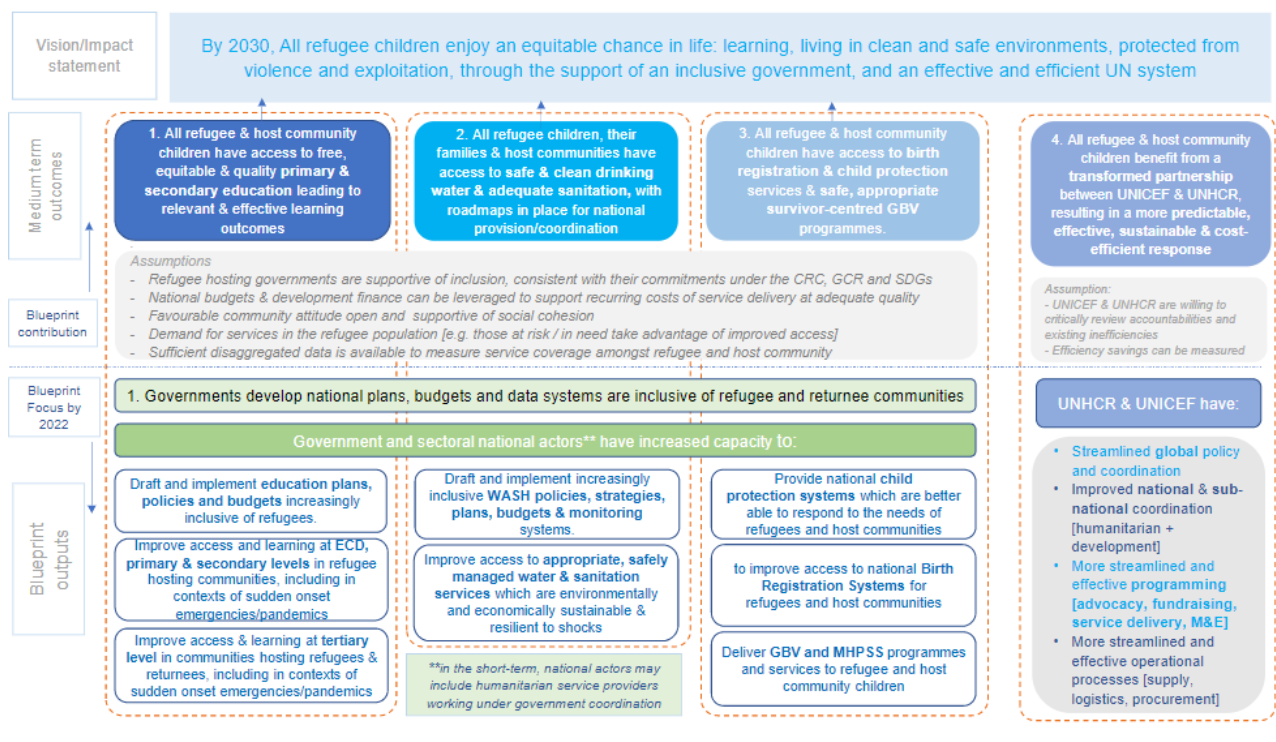 Vision/Impact
statement
By 2030, All refugee children enjoy an equitable chance in life: learning, living in clean and safe environments, protected from
violence and exploitation, through the support of an inclusive government, and an effective and efficient UN system
Medium term
outcomes
1. All refugee & host community
children have access to free,
equitable & quality primary &
secondary education leading to
relevant & effective learning
outcomes
2. All refugee children, their
families & host communities have
access to safe & clean drinking
water & adequate sanitation, with
roadmaps in place for national
provision/coordination
3. All refugee & host community
children have access to birth
registration & child protection
services & safe, appropriate
survivor-centred GBV
programmes.
4. All refugee & host community
children benefit from a
transformed partnership
between UNICEF & UNHCR,
resulting in a more predictable,
effective, sustainable & cost-
efficient response
Blueprint
contribution
Assumptions
- Refugee hosting governments are supportive of inclusion, consistent with their commitments under the CRC, GCR and SDGs
- National budgets & development finance can be leveraged to support recurring costs of service delivery at adequate quality
- Favourable community attitude open and supportive of social cohesion
- Demand for services in the refugee population [e.g. those at risk / in need take advantage of improved access]
- Sufficient disaggregated data is available to measure service coverage amongst refugee and host community
Assumption:
- UNICEF & UNHCR are willing to
critically review accountabilities and
existing inefficiencies
- Efficiency savings can be measured
Blueprint
Focus by
2022
1. Governments develop national plans, budgets and data systems are inclusive of refugee and returnee communities
Government and sectoral national actors** have increased capacity to:
Blueprint
outputs
Draft and implement education plans,
policies and budgets increasingly
inclusive of refugees.
Improve access and learning at ECD,
primary & secondary levels in refugee
hosting communities, including in
contexts of sudden onset
emergencies/pandemics
Improve access & learning at tertiary
level in communities hosting refugees &
returnees, including in contexts of
sudden onset emergencies/pandemics
Draft and implement increasingly
inclusive WASH policies, strategies,
plans, budgets & monitoring
systems.
Improve access to appropriate, safely
managed water & sanitation
services which are environmentally
and economically sustainable &
resilient to shocks
**in the short-term, national actors may
include humanitarian service providers
working under government coordination
Provide national child
protection systems which are better
able to respond to the needs of
refugees and host communities
to improve access to national Birth
Registration Systems for
refugees and host communities
Deliver GBV and MHPSS programmes
and services to refugee and host
community children
UNHCR & UNICEF have:
• Streamlined global policy
and coordination
• Improved national & sub-
national coordination
[humanitarian +
development]
• More streamlined and
effective programming
[advocacy, fundraising,
service delivery, M&E]
• More streamlined and
effective operational
processes [supply,
logistics, procurement]